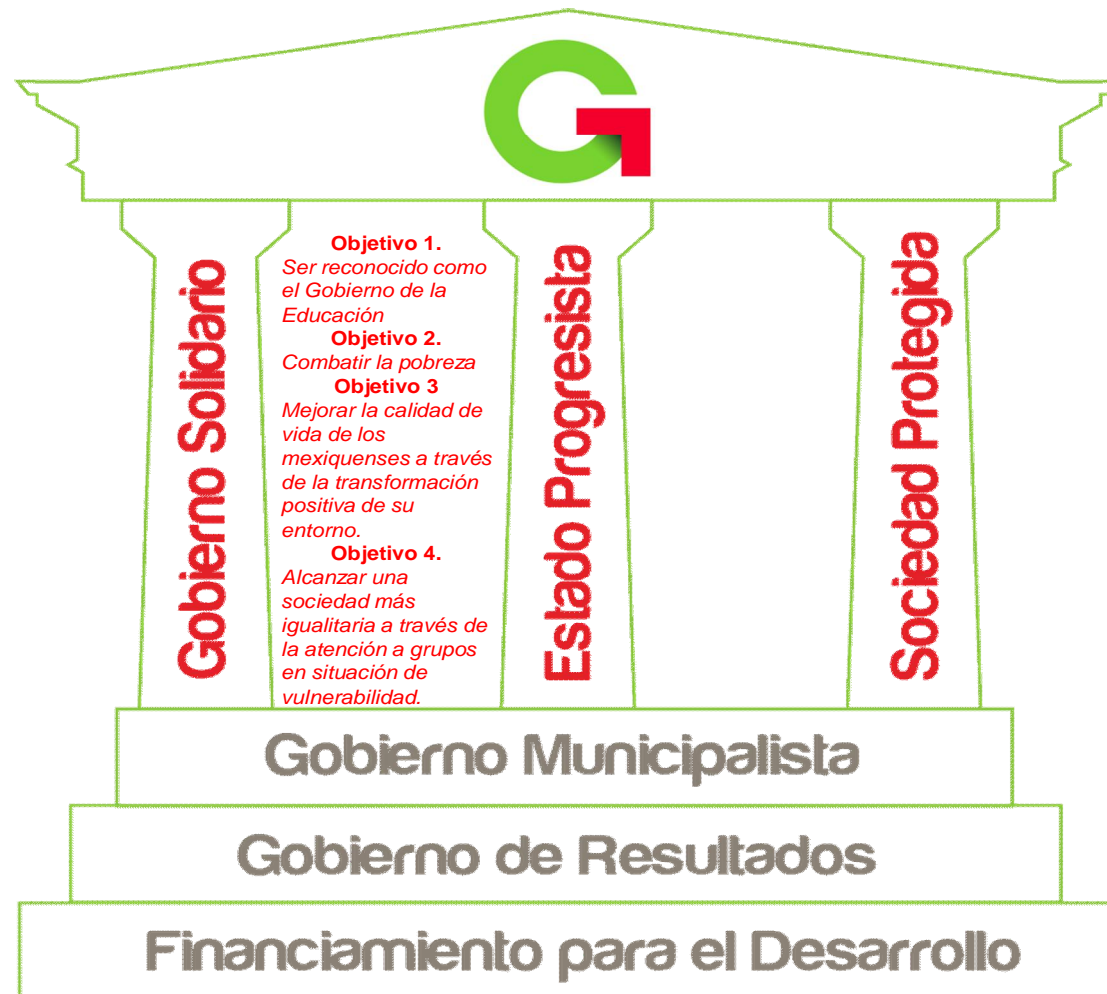 Gobierno Solidario
Objetivo 1.
Ser reconocido como
el Gobierno de la
Educación
Objetivo 2.
Combatir la pobreza
Objetivo 3
Mejorar la calidad de
vida de los
mexiquenses a través
de la transformación
positiva de su
entorno.
Objetivo 4.
Alcanzar una
sociedad más
igualitaria a través de
la atención a grupos
en situación de
vulnerabilidad.
Estado Progresista
Sociedad Protegida
Gobierno Municipalista
Gobierno de Resultados
Financiamiento para el Desarrollo